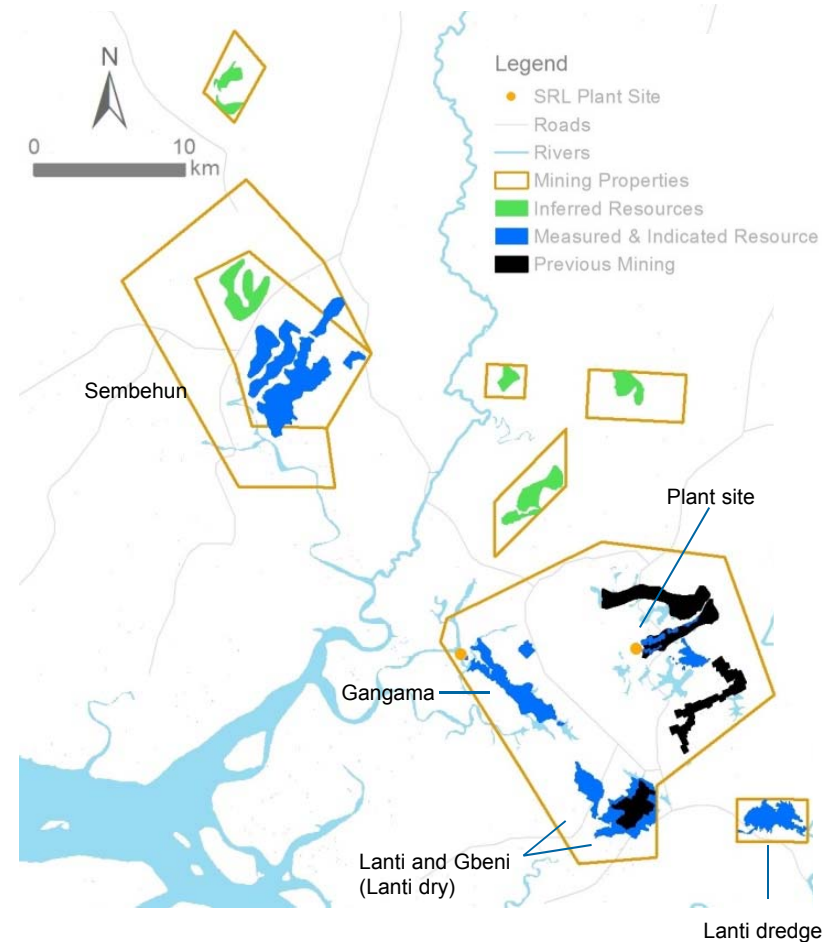 N
0 10
km
Legend
SRL Plant Site
Roads
Rivers
Mining Properties
Inferred Resources
Measured & Indicated Resource
Previous Mining
Sembehun
Plant site
Gangama
Lanti and Gbeni
(Lanti dry)
Lanti dredge